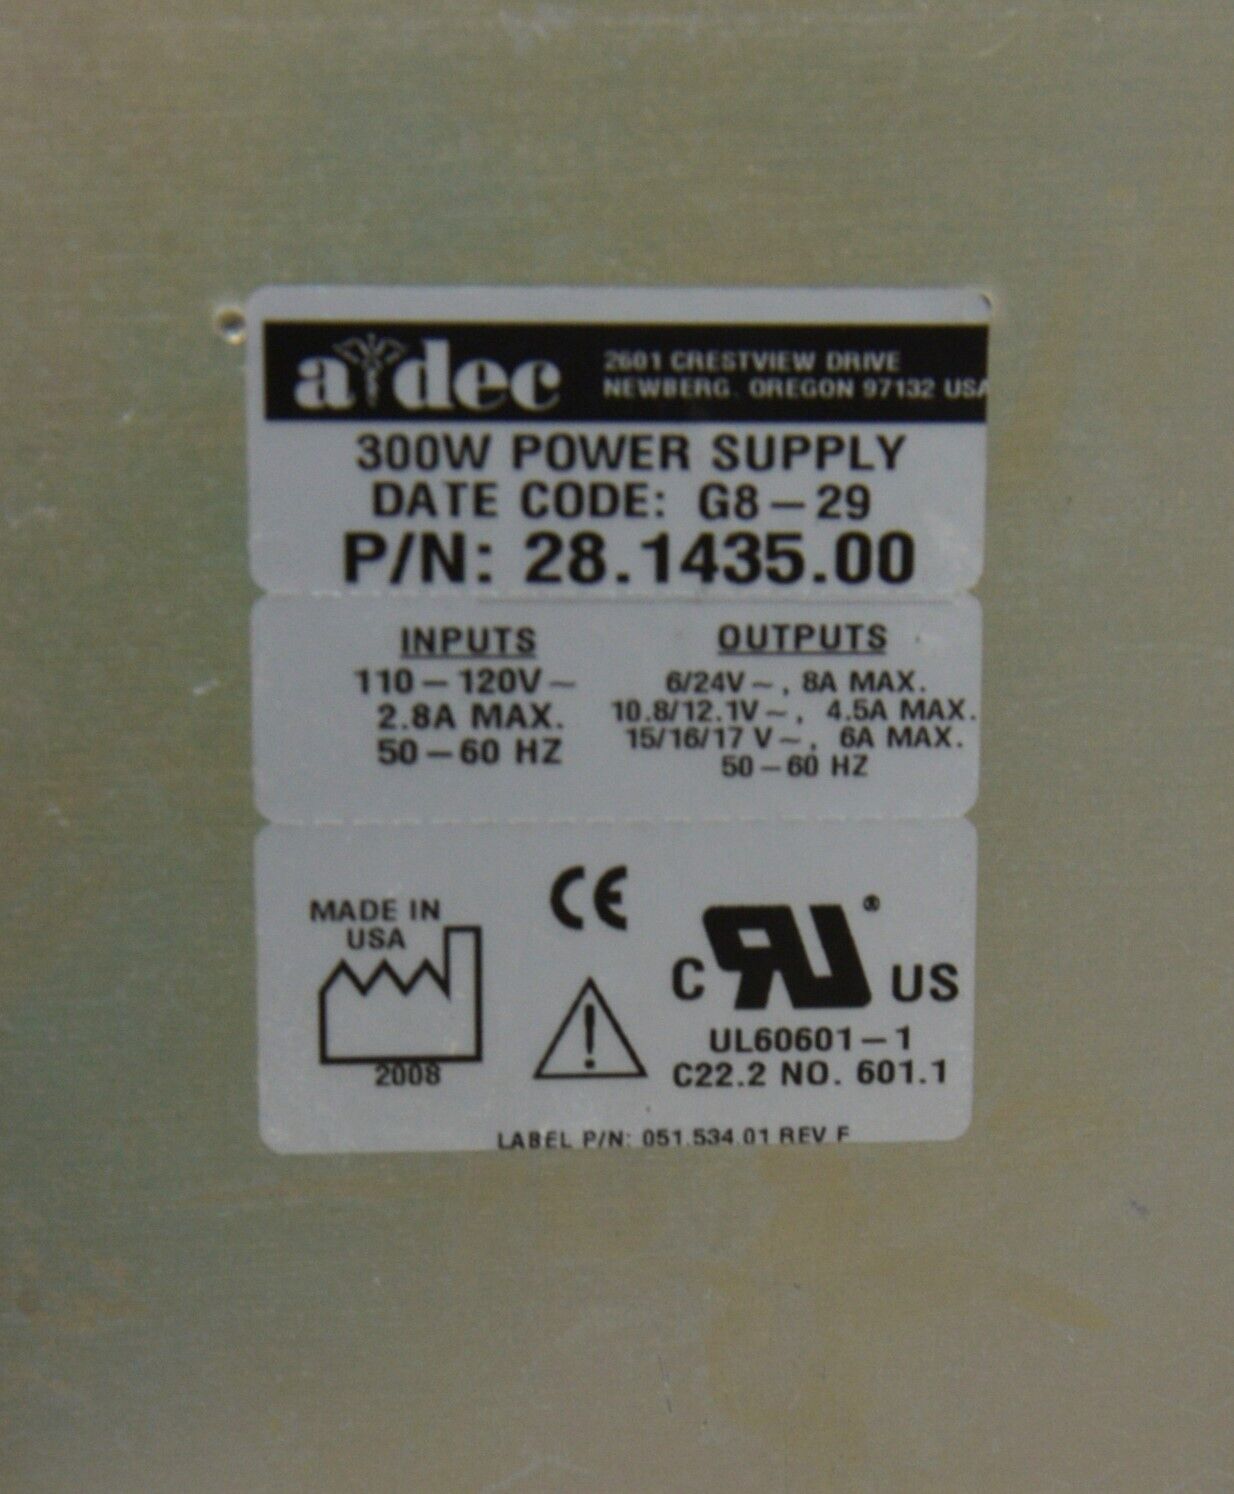 a dec
2601 CRESTVIEW DRIVE
NEWBERG, OREGON 97132 USA
300W POWER SUPPLY
DATE CODE: G8-29
P/N: 28.1435.00
INPUTS
110-120V~
2.8A MAX.
50-60 HZ
OUTPUTS
6/24V~, 8A MAX.
10.8/12.1V~, 4.5A MAX.
15/16/17 V~, 6A MAX.
50-60 HZ
MADE IN
USA
2008
CE
C RU® US
UL60601-1
C22.2 NO. 601.1
LABEL P/N: 051.534.01 REV F